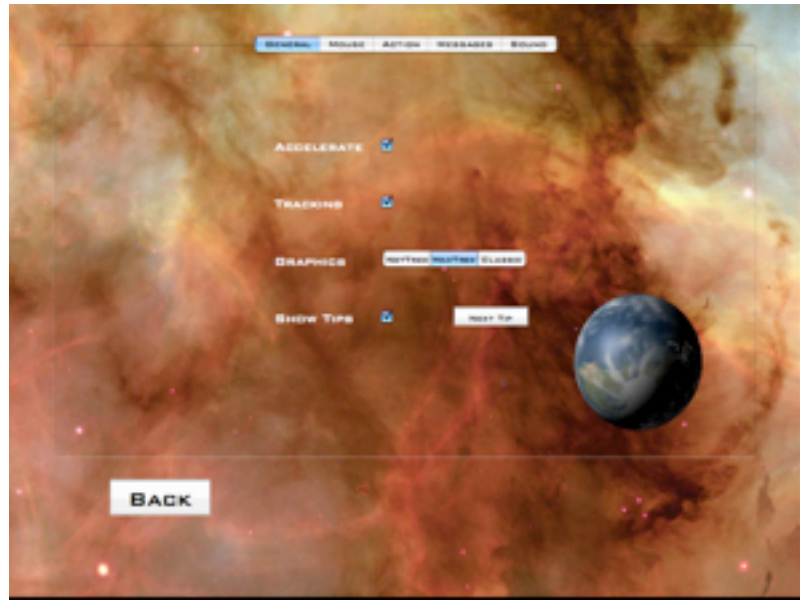 General Mouse Action Messages Sound
Accelerate
Tracking
Graphics Classic
Show Tips Next Tip
Back